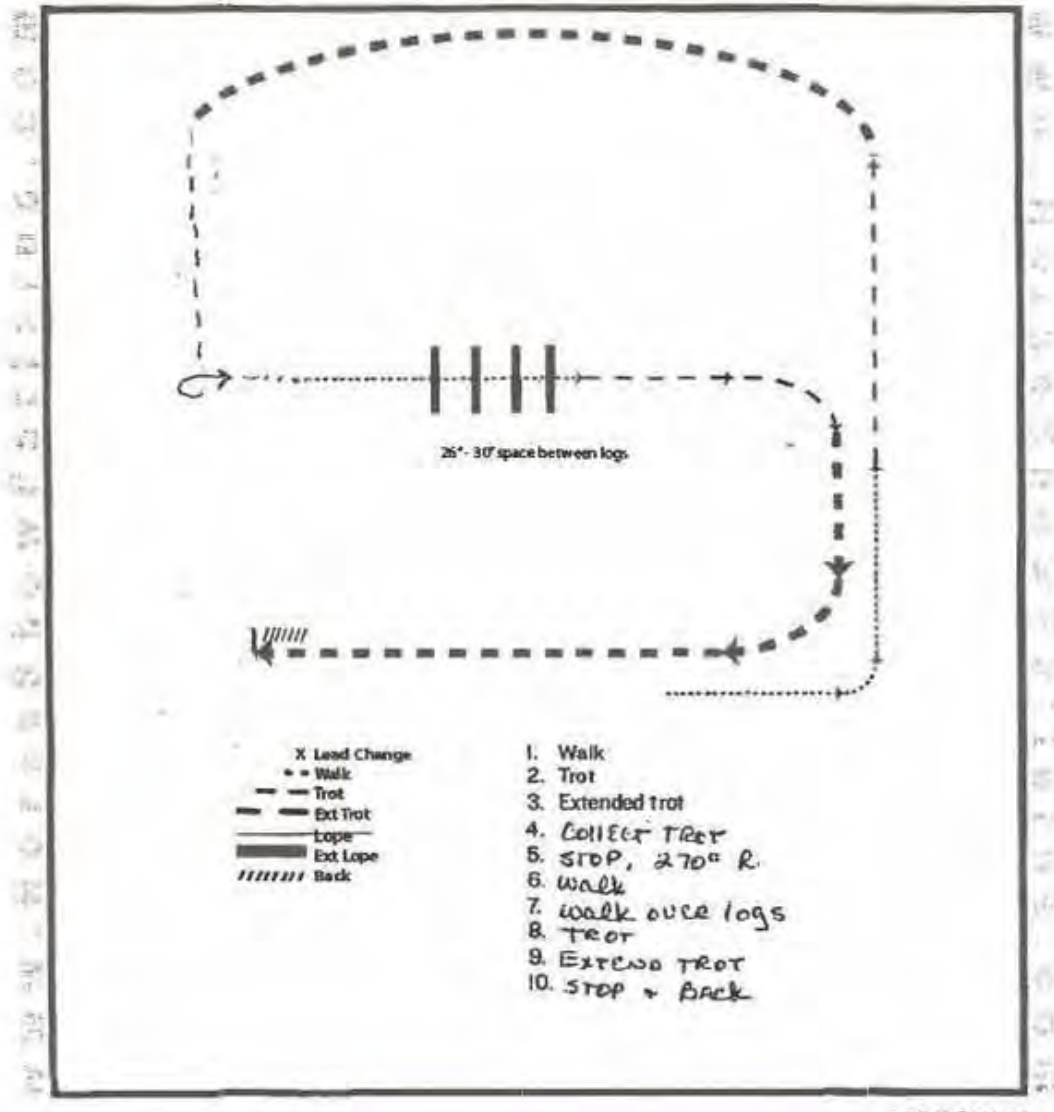 26"- 30" space between logs
X Lead Change
Walk
Trot
Ext Trot
Lope
Ext Lope
Back
1. Walk
2. Trot
3. Extended trot
4. COllEcT TROT
5. STOP, 270° R.
6. Walk
7. Walk over logs
8. TROT
9. EXTEND TROT
10. STOP + BACK